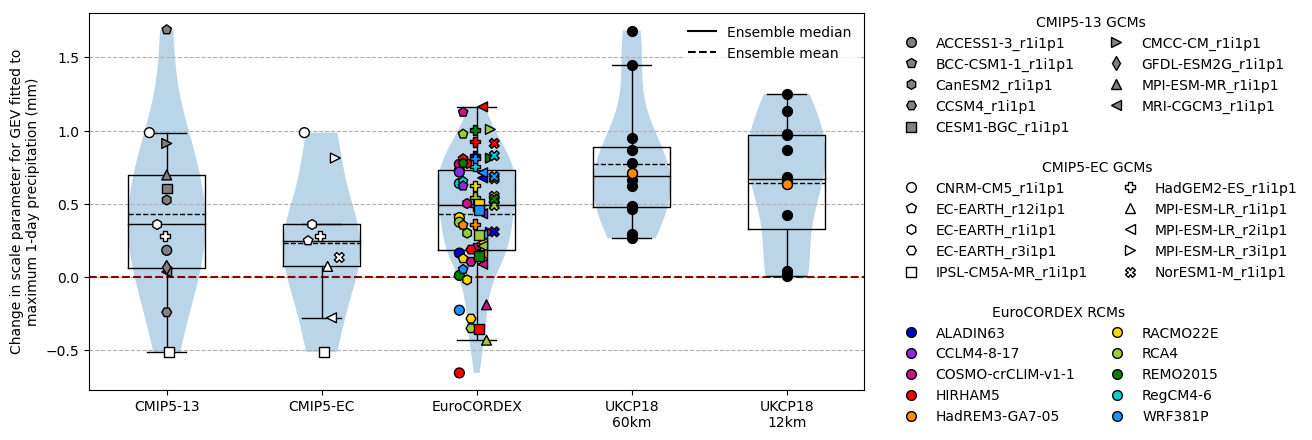 Change in scale parameter for GEV fitted to
maximum 1-day precipitation (mm)
1.5
1.0
0.5
0.0
−0.5
Ensemble median
Ensemble mean
CMIP5-13
CMIP5-EC
EuroCORDEX
UKCP18
60km
UKCP18
12km
CMIP5-13 GCMs
ACCESS1-3_r1i1p1
BCC-CSM1-1_r1i1p1
CanESM2_r1i1p1
CCSM4_r1i1p1
CESM1-BGC_r1i1p1
CMCC-CM_r1i1p1
GFDL-ESM2G_r1i1p1
MPI-ESM-MR_r1i1p1
MRI-CGCM3_r1i1p1
CMIP5-EC GCMs
CNRM-CM5_r1i1p1
EC-EARTH_r12i1p1
EC-EARTH_r1i1p1
EC-EARTH_r3i1p1
IPSL-CM5A-MR_r1i1p1
HadGEM2-ES_r1i1p1
MPI-ESM-LR_r1i1p1
MPI-ESM-LR_r2i1p1
MPI-ESM-LR_r3i1p1
NorESM1-M_r1i1p1
EuroCORDEX RCMs
ALADIN63
CCLM4-8-17
COSMO-crCLIM-v1-1
HIRHAM5
HadREM3-GA7-05
RACMO22E
RCA4
REMO2015
RegCM4-6
WRF381P